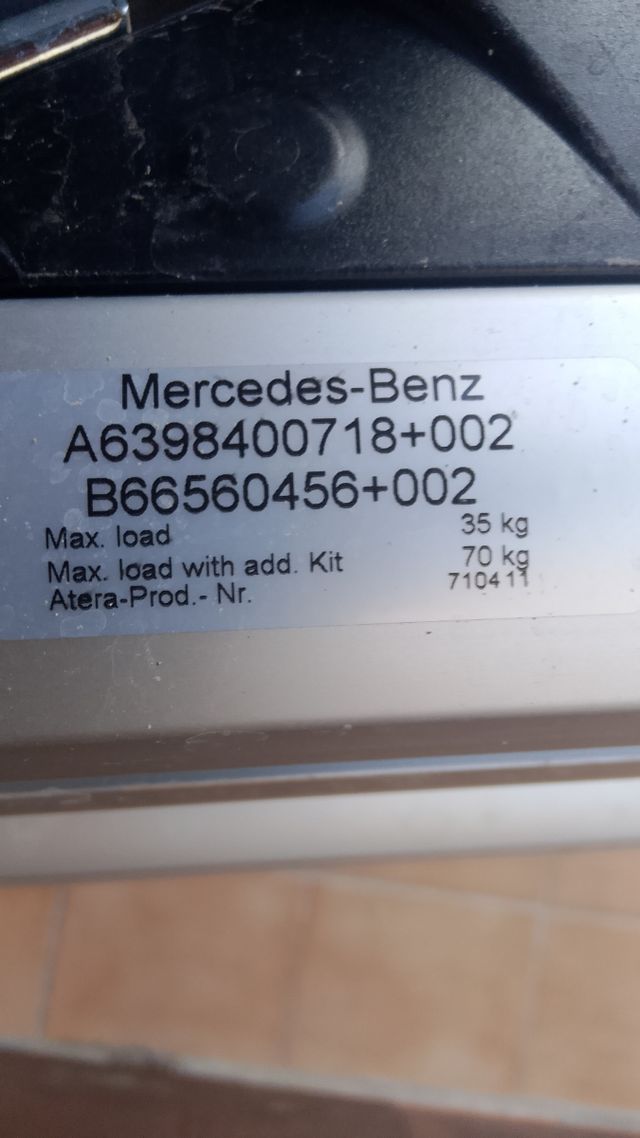 Mercedes-Benz
A6398400718+002
B66560456+002
Max. load 35 kg
Max. load with add. Kit 70 kg
Atera-Prod.- Nr. 710411